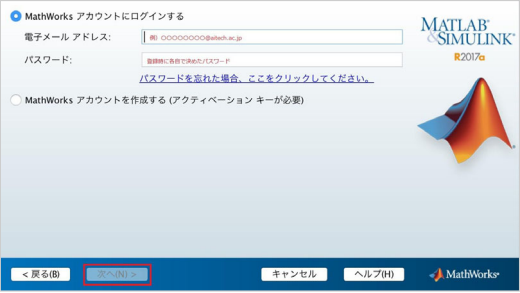 MathWorks アカウントにログインする
電子メール アドレス:
例）○○○○○○○○@aitech.ac.jp
パスワード:
登録時に各自で決めたパスワード
パスワードを忘れた場合、ここをクリックしてください。
MathWorks アカウントを作成する (アクティベーション キーが必要)
MATLAB®
&SIMULINK®
R2017a
< 戻る(B)
次へ(N) >
キャンセル
ヘルプ(H)
MathWorks®